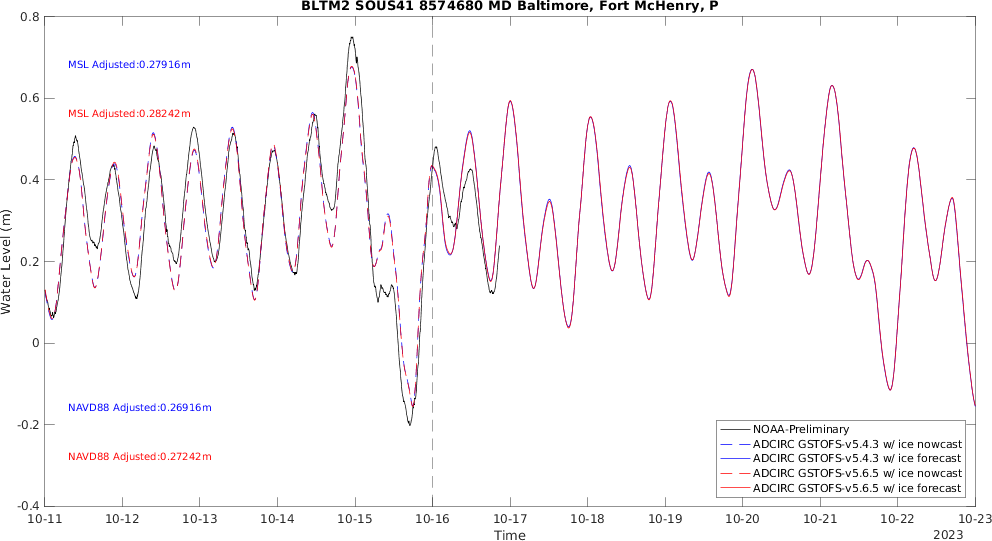 BLTM2 SOUS41 8574680 MD Baltimore, Fort McHenry, P
0.8
0.6
0.4
0.2
0
-0.2
-0.4
Water Level (m)
MSL Adjusted:0.27916m
MSL Adjusted:0.28242m
NAVD88 Adjusted:0.26916m
NAVD88 Adjusted:0.27242m
NOAA-Preliminary
ADCIRC GSTOFS-v5.4.3 w/ ice nowcast
ADCIRC GSTOFS-v5.4.3 w/ ice forecast
ADCIRC GSTOFS-v5.6.5 w/ ice nowcast
ADCIRC GSTOFS-v5.6.5 w/ ice forecast
10-11 10-12 10-13 10-14 10-15 10-16 10-17 10-18 10-19 10-20 10-21 10-22 10-23
Time
2023